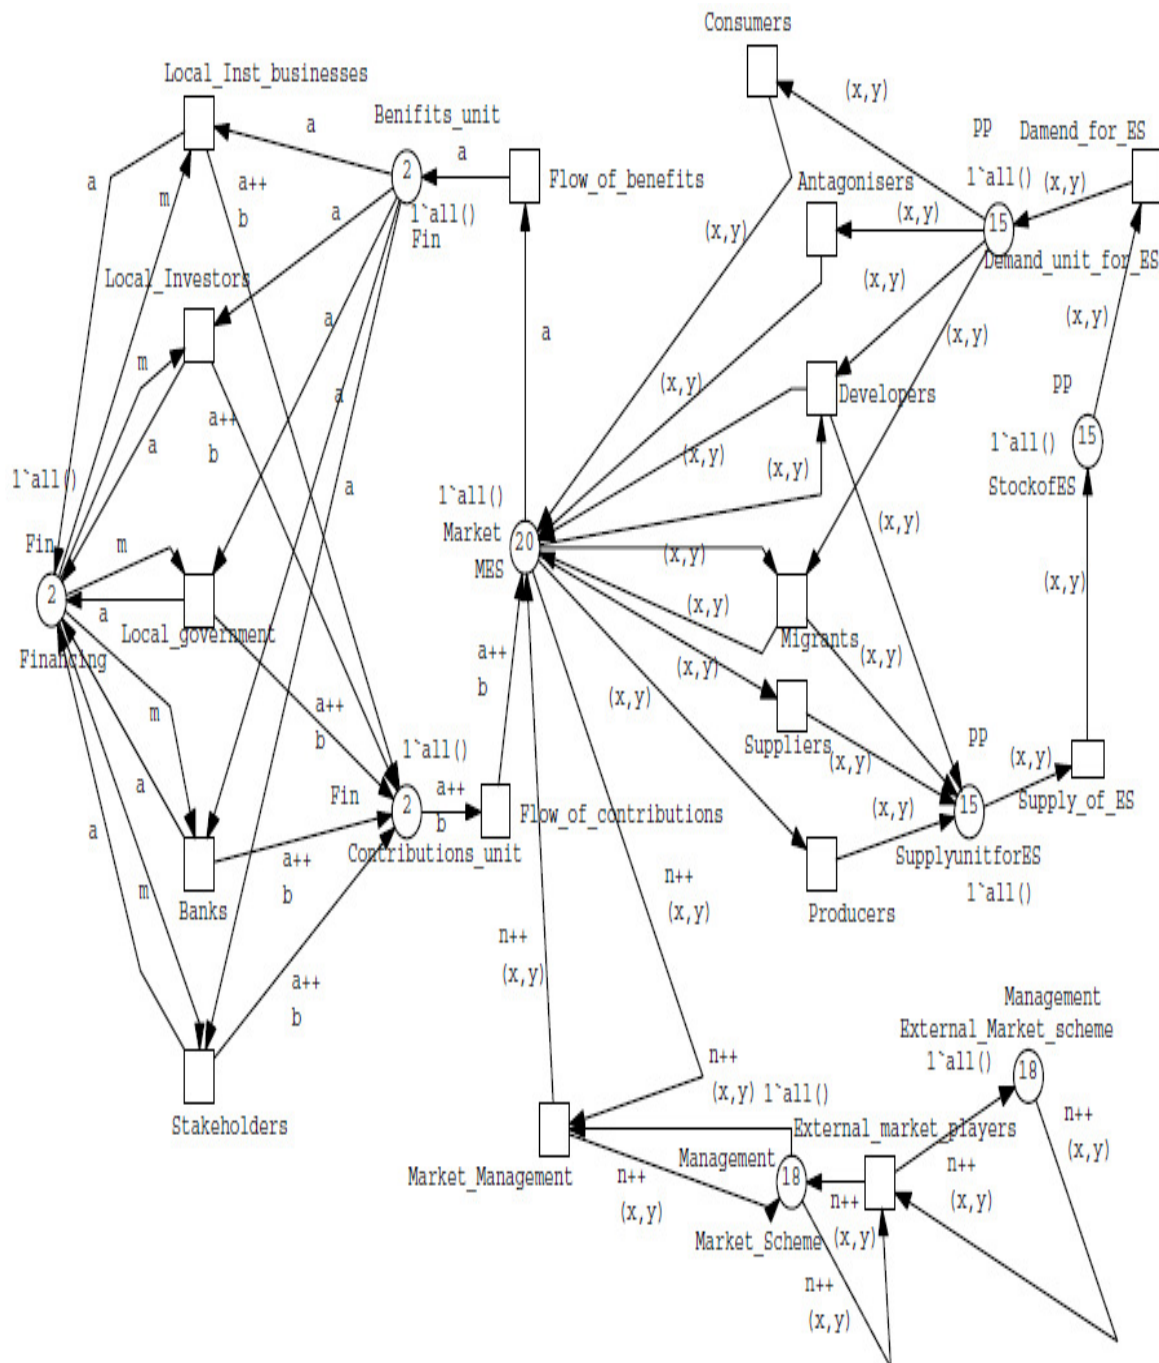 Consumers
Local_Inst_businesses
(x,y)
a
Benifits_unit
pp
Damend_for_ES
a
2
Flow_of_benefits
Antagonisers
1`all()
(x,y)
a
m
a++
b
a
1`all()
Fin
(x,y)
(x,y)
15
Demand_unit_for_ES
Local_Investors
(x,y)
a
(x,y)
(x,y)
m
a
a
(x,y)
Developers
pp
a++
b
a
(x,y)
(x,y)
15
1`all()
1`all()
a
1`all()
StockofES
Market
MES
20
(x,y)
Fin
m
(x,y)
2
a
(x,y)
(x,y)
Local_government
Migrants
Financing
a++
b
(x,y)
(x,y)
m
a++
b
(x,y)
Suppliers
pp
1`all()
(x,y)
(x,y)
a
Fin
2
a++
b
Flow_of_contributions
(x,y)
15
Supply_of_ES
a
Contributions_unit
SupplyunitforES
a++
b
n++
(x,y)
1`all()
m
Banks
Producers
n++
(x,y)
a++
b
Management
External_Market_scheme
1`all()
18
n++
(x,y)
1`all()
Stakeholders
External_market_players
n++
(x,y)
Market_Management
Management
18
n++
(x,y)
n++
(x,y)
n++
(x,y)
Market_Scheme
n++
(x,y)